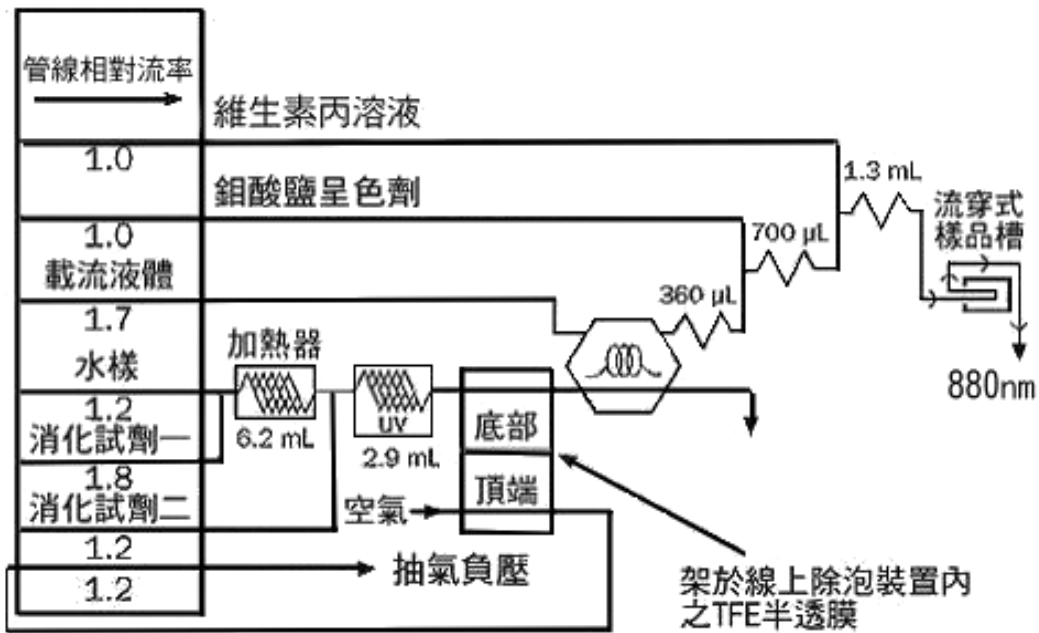 管線相對流率
維生素丙溶液
1.0
鉬酸鹽呈色劑
1.0
載流液體
1.7
水樣
1.2
消化試劑一
1.8
消化試劑二
1.2
1.2
加熱器
6.2 mL
UV
2.9 mL
空氣
抽氣負壓
底部
頂端
360 μL
700 μL
1.3 mL
流穿式
樣品槽
880nm
架於線上除泡裝置內
之TFE半透膜